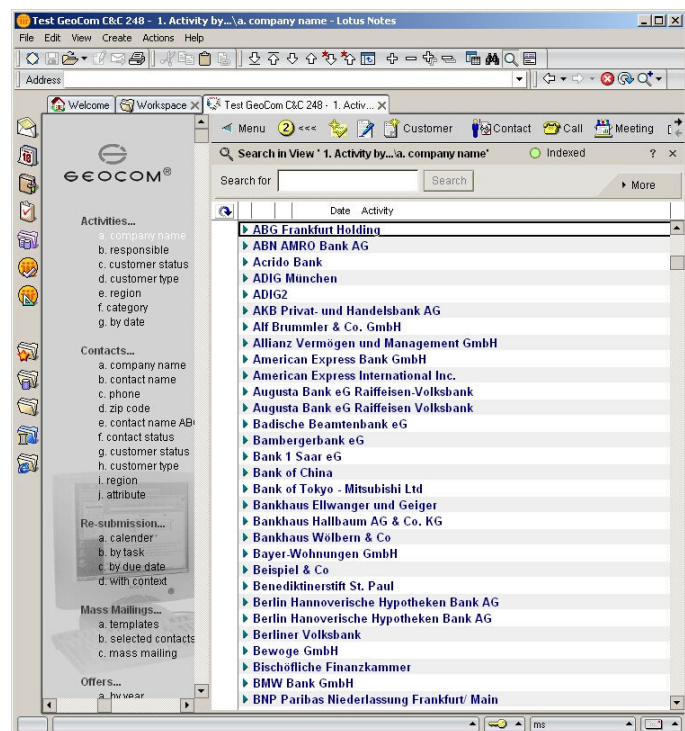 Test GeoCom C&C 248 - 1. Activity by...\a. company name - Lotus Notes
File Edit View Create Actions Help
Address
Welcome Workspace Test GeoCom C&C 248 - 1. Activ...
Menu 2 <<< Customer Contact Call Meeting
Search in View ' 1. Activity by...\a. company name' Indexed ? ×
Search for Search More
GEOCOM®
Activities...
a. company name
b. responsible
c. customer status
d. customer type
e. region
f. category
g. by date
Contacts...
a. company name
b. contact name
c. phone
d. zip code
e. contact name AB
f. contact status
g. customer status
h. customer type
i. region
j. attribute
Re-submission...
a. calender
b. by task
c. by due date
d. with context
Mass Mailings...
a. templates
b. selected contacts
c. mass mailing
Offers...
a. by year
Date Activity
ABG Frankfurt Holding
ABN AMRO Bank AG
Acrido Bank
ADIG München
ADIG2
AKB Privat- und Handelsbank AG
Alf Brummler & Co. GmbH
Allianz Vermögen und Management GmbH
American Express Bank GmbH
American Express International Inc.
Augusta Bank eG Raiffeisen-Volksbank
Augusta Bank eG Raiffeisen Volksbank
Badische Beamtenbank eG
Bambergerbank eG
Bank 1 Saar eG
Bank of China
Bank of Tokyo - Mitsubishi Ltd
Bankhaus Ellwanger und Geiger
Bankhaus Hallbaum AG & Co. KG
Bankhaus Wölbern & Co
Bayer-Wohnungen GmbH
Beispiel & Co
Benediktinerstift St. Paul
Berlin Hannoverische Hypotheken Bank AG
Berlin Hanoverische Hypotheken Bank AG
Berliner Volksbank
Bewoge GmbH
Bischöfliche Finanzkammer
BMW Bank GmbH
BNP Paribas Niederlassung Frankfurt/ Main
ms